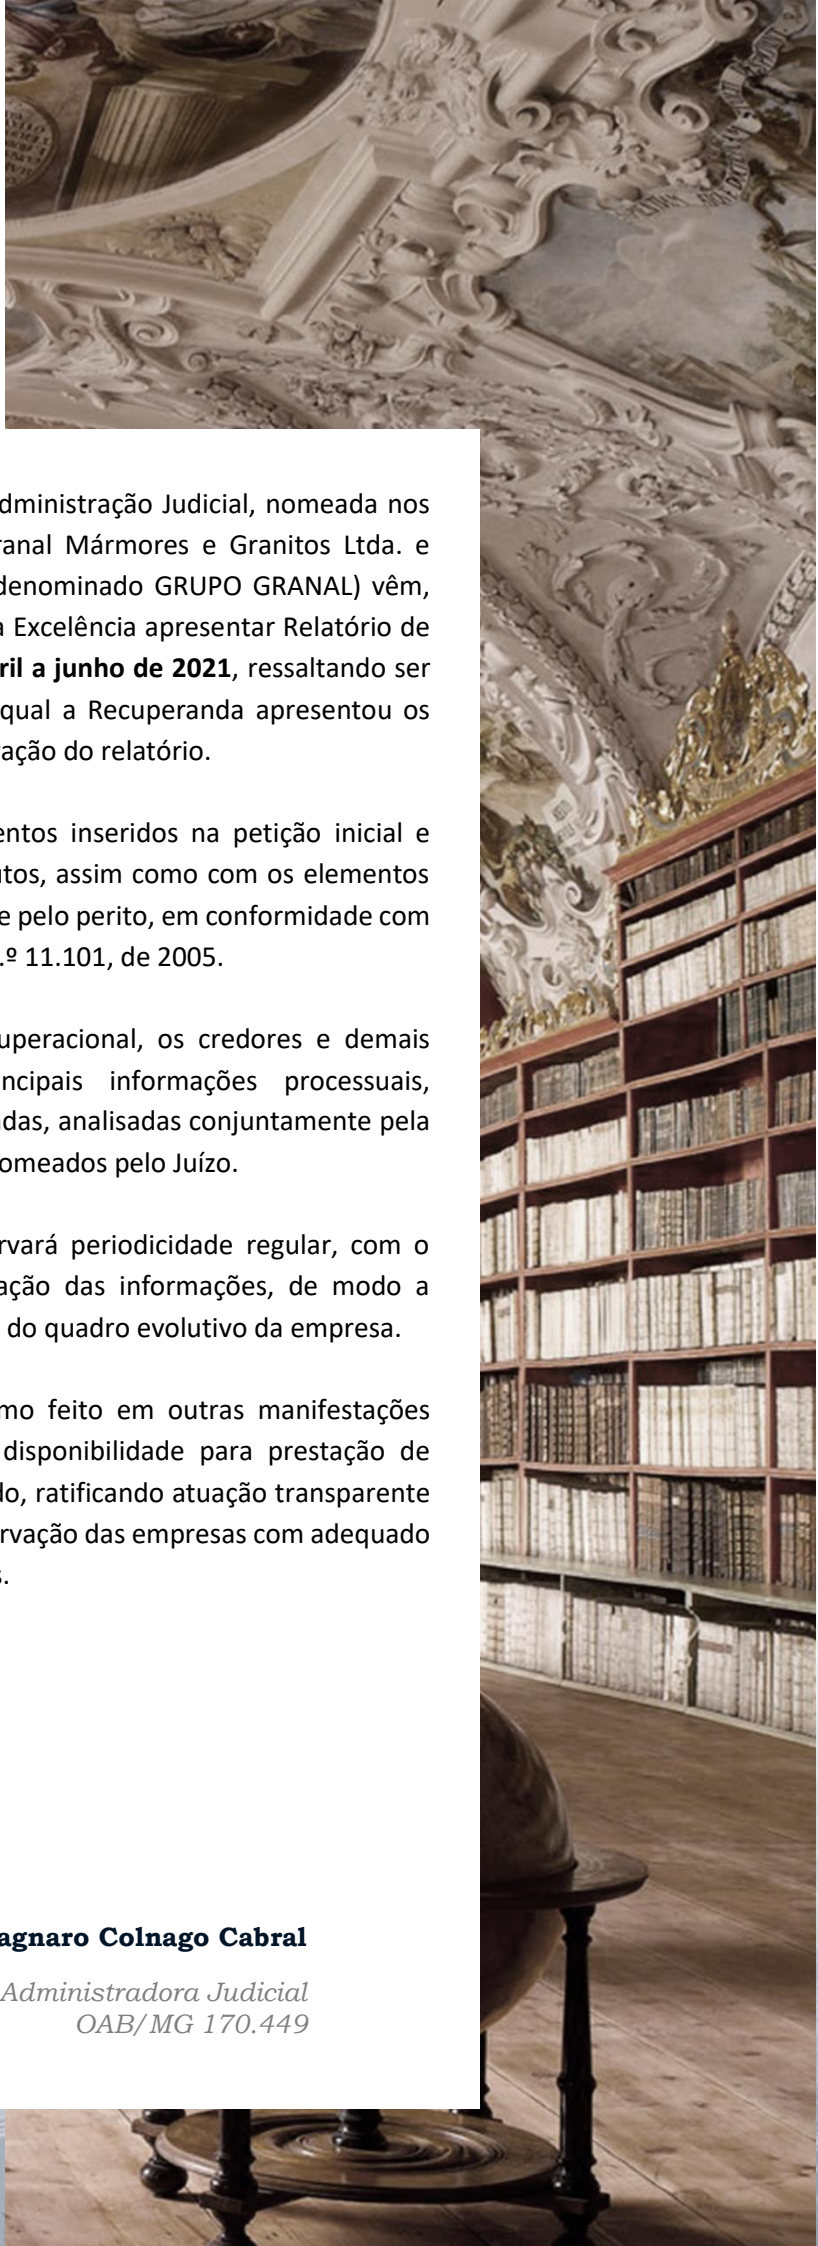 dministração Judicial, nomeada nos
ranal Mármores e Granitos Ltda. e
denominado GRUPO GRANAL) vêm,
a Excelência apresentar Relatório de
ril a junho de 2021, ressaltando ser
qual a Recuperanda apresentou os
ação do relatório.
entos inseridos na petição inicial e
utos, assim como com os elementos
e pelo perito, em conformidade com
.º 11.101, de 2005.
uperacional, os credores e demais
ncipais informações processuais,
das, analisadas conjuntamente pela
omeados pelo Juízo.
rvará periodicidade regular, com o
ação das informações, de modo a
do quadro evolutivo da empresa.
mo feito em outras manifestações
disponibilidade para prestação de
do, ratificando atuação transparente
rvação das empresas com adequado
s.
agnaro Colnago Cabral
Administradora Judicial
OAB/MG 170.449